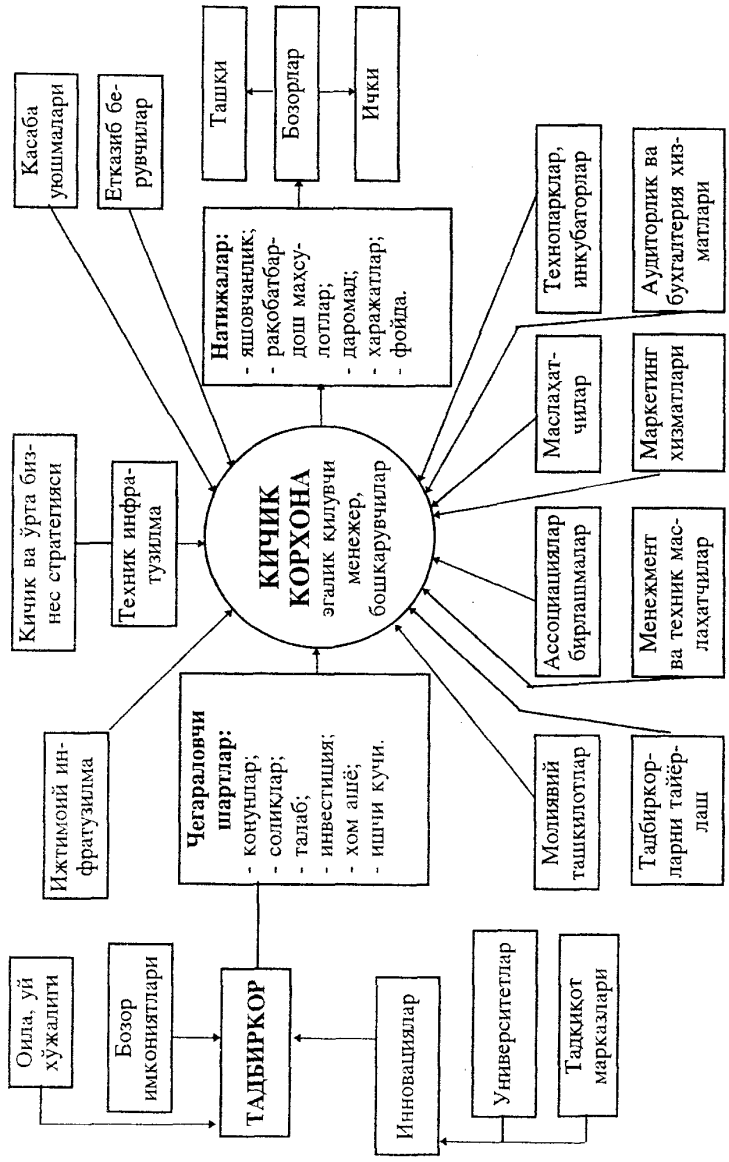 Оила, уй
хўжалиги
Бозор
имкониятлари
ТАДБИРКОР
Инновациялар
Университетлар
Тадқиқот
марказлари
Ижтимоий ин-
фратузилма
Чегараловчи
шартлар:
- конунлар;
- солиқлар;
- талаб;
- инвестиция;
- хом ашё;
- ишчи кучи.
Кичик ва ўрта биз-
нес стратегияси
Техник инфра-
тузилма
КИЧИК
КОРХОНА
эгалик қилувчи
менежер,
бошкарувчилар
Касаба
уюшмалари
Етказиб бе-
рувчилар
Натижалар:
- яшовчанлик;
- рақобатбар-
дош маҳсу-
лотлар;
- даромад;
- харажатлар;
- фойда.
Ташқи
Бозорлар
Ички
Молиявий
ташкилотлар
Ассоциациялар
бирлашмалар
Маслаҳат-
чилар
Технопарклар,
инкубаторлар
Тадбиркор-
ларни тайёр-
лаш
Менежмент
ва техник мас-
лаҳатчилар
Маркетинг
хизматлари
Аудиторлик ва
бухгалтерия хиз-
матлари